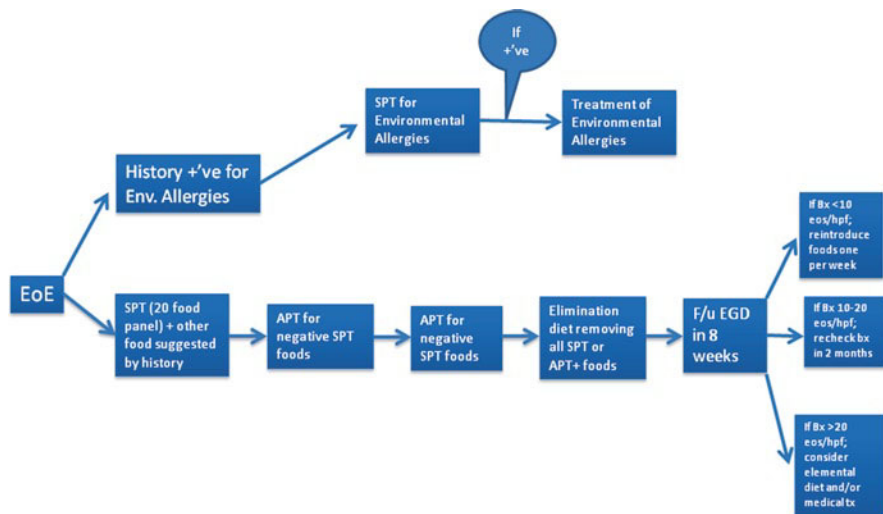 If
+'ve
SPT for
Environmental
Allergies
Treatment of
Environmental
Allergies
History +'ve for
Env. Allergies
EoE
SPT (20 food
panel) + other
food suggested
by history
APT for
negative SPT
foods
APT for
negative SPT
foods
Elimination
diet removing
all SPT or
APT+ foods
F/u EGD
in 8
weeks
If Bx <10
eos/hpf;
reintroduce
foods one
per week
If Bx 10-20
eos/hpf;
recheck bx
in 2 months
If Bx >20
eos/hpf;
consider
elemental
diet and/or
medical tx